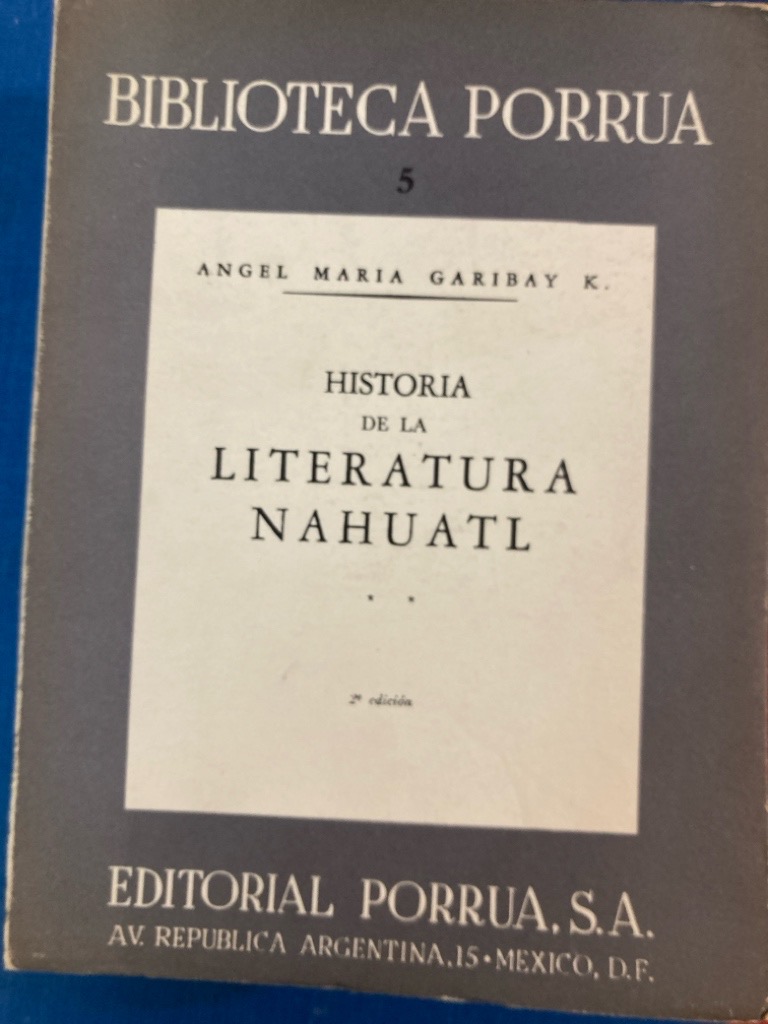 BIBLIOTECA PORRUA
5
ANGEL MARIA GARIBAY K.
HISTORIA
DE LA
LITERATURA
NAHUATL
* *
2ª edición
EDITORIAL PORRUA, S.A.
AV. REPUBLICA ARGENTINA, 15 • MEXICO, D.F.